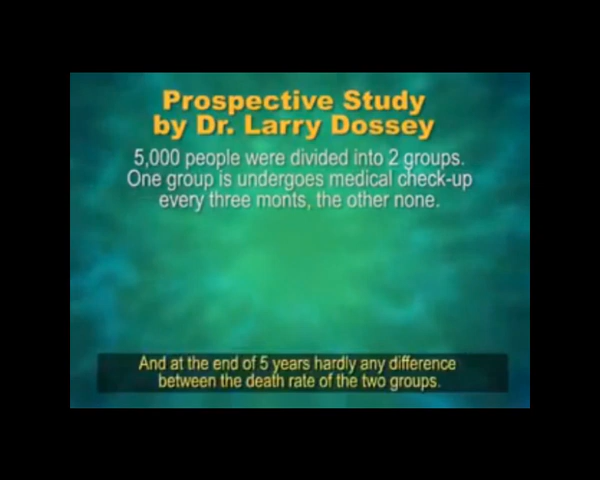 Prospective Study
by Dr. Larry Dossey
5,000 people were divided into 2 groups.
One group is undergoes medical check-up
every three monts, the other none.
And at the end of 5 years hardly any difference
between the death rate of the two groups.